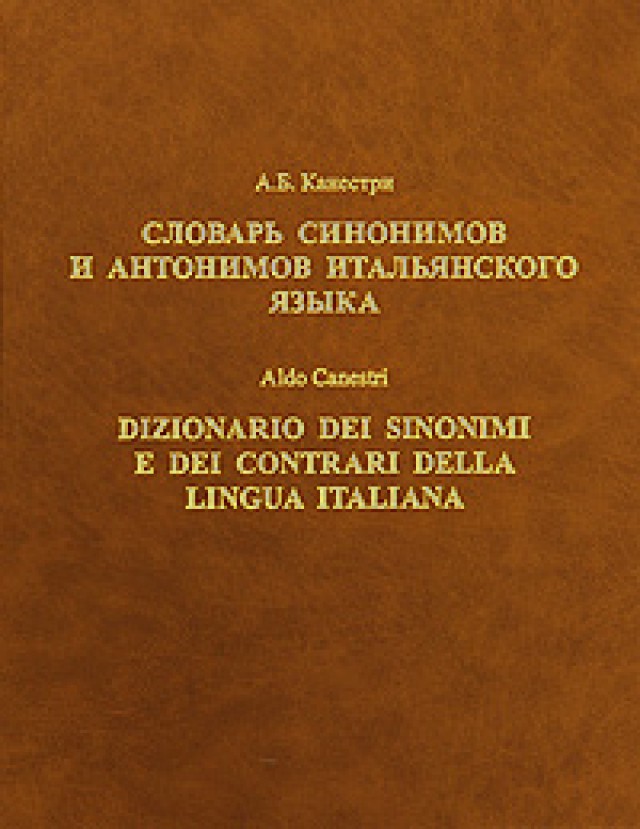 А.Б. Канестри
СЛОВАРЬ СИНОНИМОВ
И АНТОНИМОВ ИТАЛЬЯНСКОГО
ЯЗЫКА
Aldo Canestri
DIZIONARIO DEI SINONIMI
E DEI CONTRARI DELLA
LINGUA ITALIANA